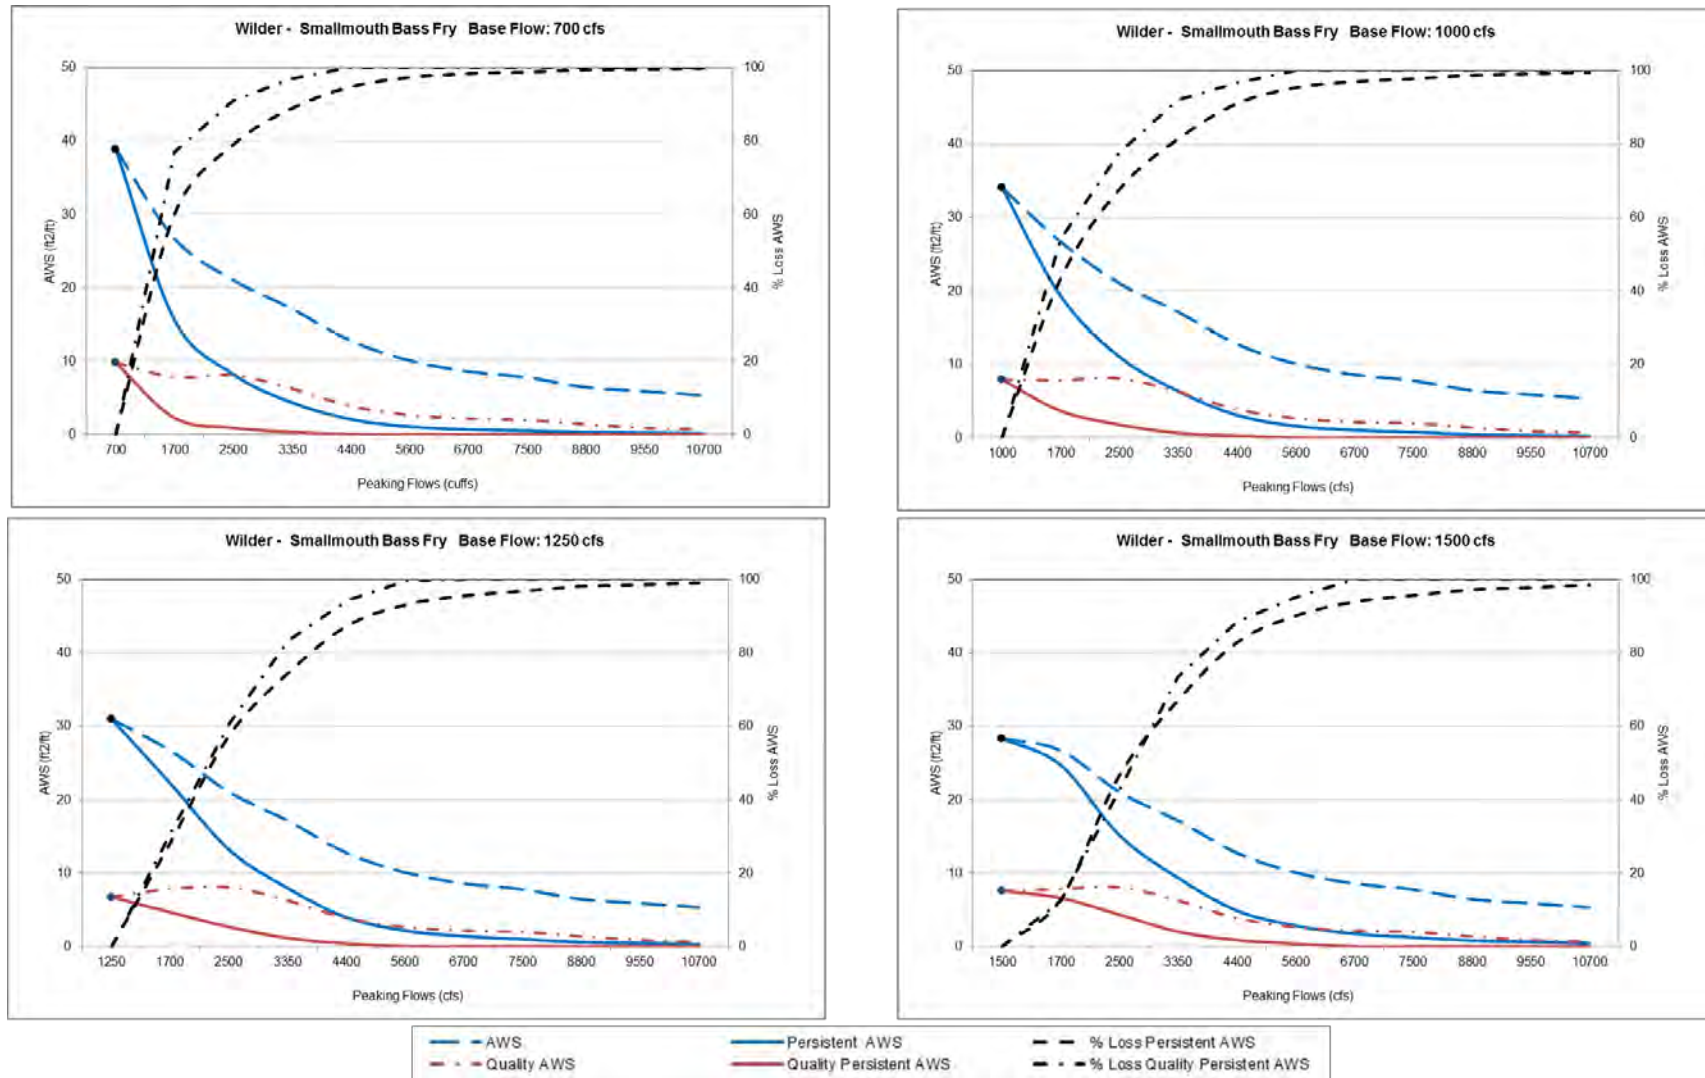 Wilder - Smallmouth Bass Fry Base Flow: 700 cfs
50
40
30
20
10
0
100
80
60
40
20
0
AWS (ft2/ft)
% Loss AWS
700 1700 2500 3350 4400 5600 6700 7500 8800 9550 10700
Peaking Flows (cuffs)
Wilder - Smallmouth Bass Fry Base Flow: 1000 cfs
50
40
30
20
10
0
100
80
60
40
20
0
AWS (ft2/ft)
% Loss AWS
1000 1700 2500 3350 4400 5600 6700 7500 8800 9550 10700
Peaking Flows (cfs)
Wilder - Smallmouth Bass Fry Base Flow: 1250 cfs
50
40
30
20
10
0
100
80
60
40
20
0
AWS (ft2/ft)
% Loss AWS
1250 1700 2500 3350 4400 5600 6700 7500 8800 9550 10700
Peaking Flows (cfs)
Wilder - Smallmouth Bass Fry Base Flow: 1500 cfs
50
40
30
20
10
0
100
80
60
40
20
0
AWS (ft2/ft)
% Loss AWS
1500 1700 2500 3350 4400 5600 6700 7500 8800 9550 10700
Peaking Flows (cfs)
AWS Persistent AWS % Loss Persistent AWS
Quality AWS Quality Persistent AWS % Loss Quality Persistent AWS